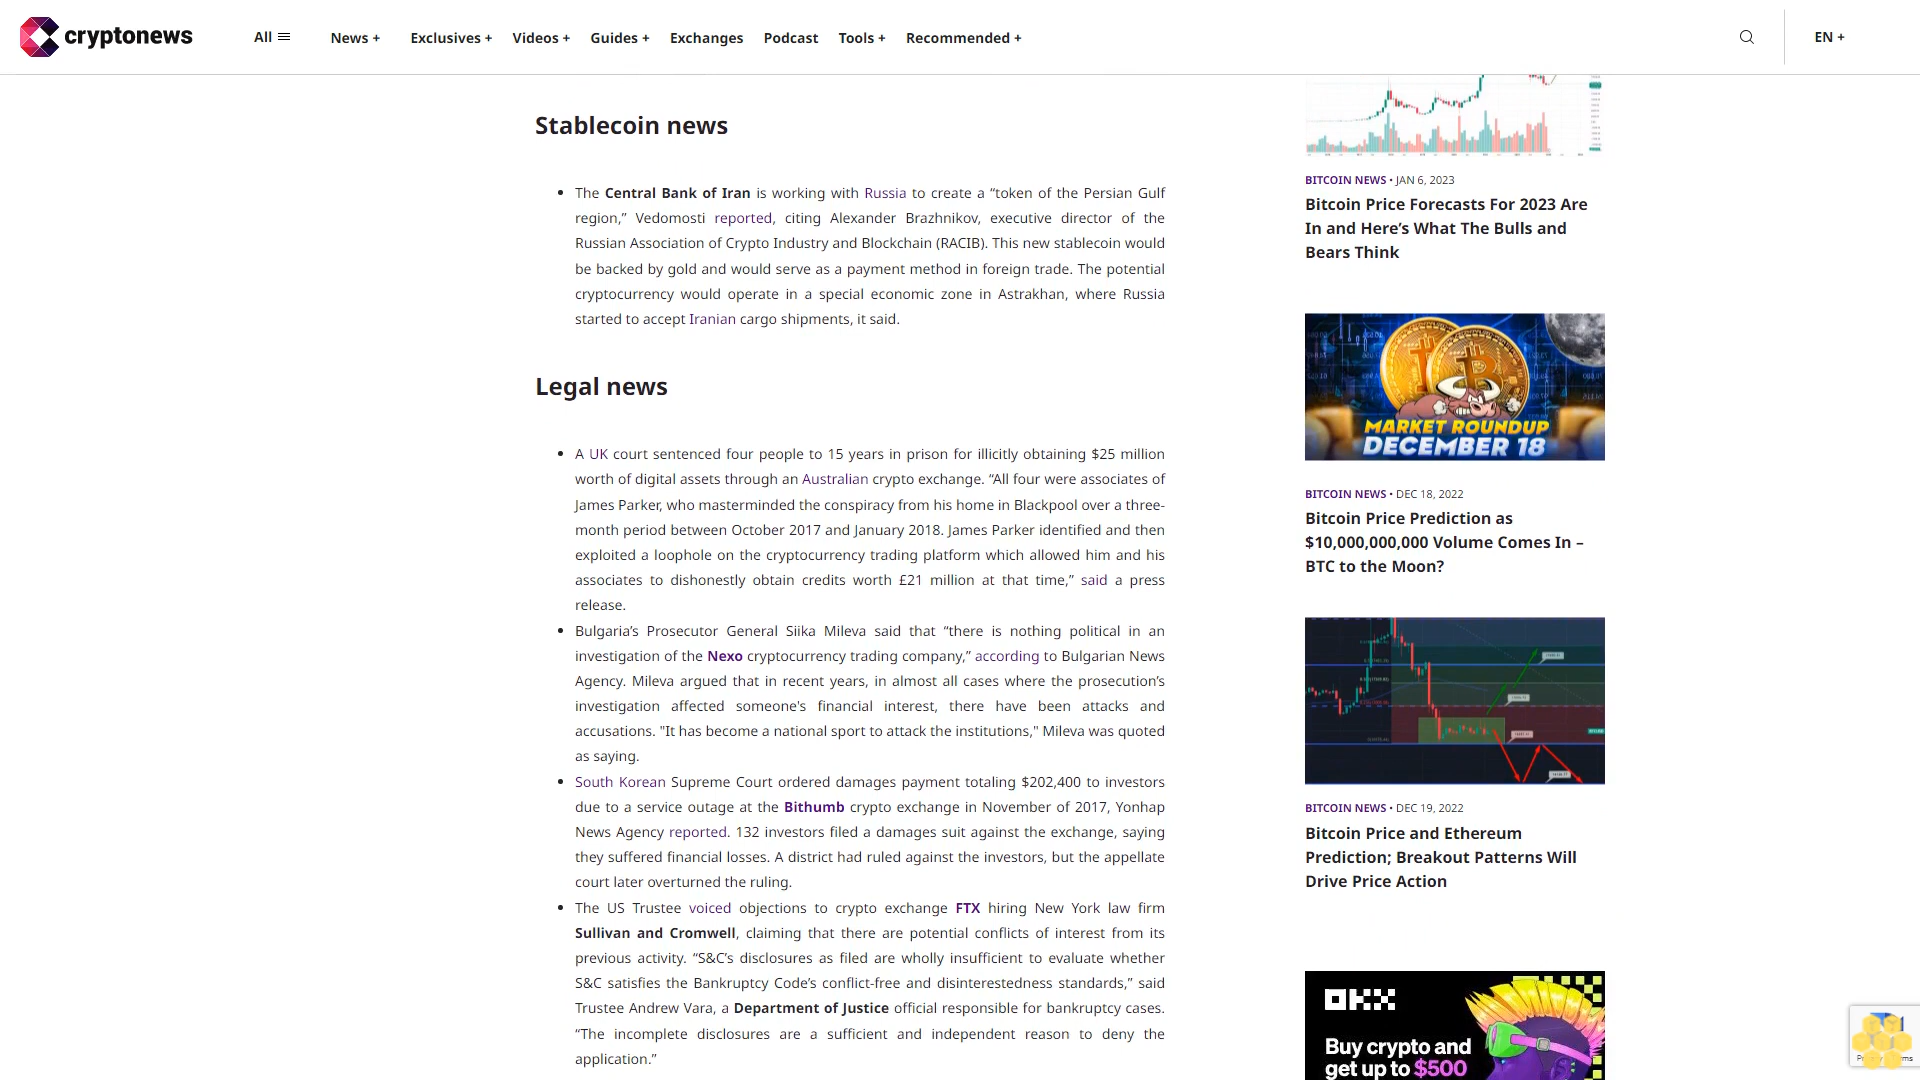 cryptonews
All
News +
Exclusives +
Videos +
Guides +
Exchanges
Podcast
Tools +
Recommended +
EN +
Stablecoin news
The Central Bank of Iran is working with Russia to create a “token of the Persian Gulf
region,” Vedomosti reported, citing Alexander Brazhnikov, executive director of the
Russian Association of Crypto Industry and Blockchain (RACIB). This new stablecoin would
be backed by gold and would serve as a payment method in foreign trade. The potential
cryptocurrency would operate in a special economic zone in Astrakhan, where Russia
started to accept Iranian cargo shipments, it said.
Legal news
A UK court sentenced four people to 15 years in prison for illicitly obtaining $25 million
worth of digital assets through an Australian crypto exchange. “All four were associates of
James Parker, who masterminded the conspiracy from his home in Blackpool over a three-
month period between October 2017 and January 2018. James Parker identified and then
exploited a loophole on the cryptocurrency trading platform which allowed him and his
associates to dishonestly obtain credits worth £21 million at that time,” said a press
release.
Bulgaria’s Prosecutor General Siika Mileva said that “there is nothing political in an
investigation of the Nexo cryptocurrency trading company,” according to Bulgarian News
Agency. Mileva argued that in recent years, in almost all cases where the prosecution’s
investigation affected someone's financial interest, there have been attacks and
accusations. "It has become a national sport to attack the institutions," Mileva was quoted
as saying.
South Korean Supreme Court ordered damages payment totaling $202,400 to investors
due to a service outage at the Bithumb crypto exchange in November of 2017, Yonhap
News Agency reported. 132 investors filed a damages suit against the exchange, saying
they suffered financial losses. A district had ruled against the investors, but the appellate
court later overturned the ruling.
The US Trustee voiced objections to crypto exchange FTX hiring New York law firm
Sullivan and Cromwell, claiming that there are potential conflicts of interest from its
previous activity. “S&C’s disclosures as filed are wholly insufficient to evaluate whether
S&C satisfies the Bankruptcy Code’s conflict-free and disinterestedness standards,” said
Trustee Andrew Vara, a Department of Justice official responsible for bankruptcy cases.
“The incomplete disclosures are a sufficient and independent reason to deny the
application.”
BITCOIN NEWS • JAN 6, 2023
Bitcoin Price Forecasts For 2023 Are
In and Here’s What The Bulls and
Bears Think
MARKET ROUNDUP
DECEMBER 18
BITCOIN NEWS • DEC 18, 2022
Bitcoin Price Prediction as
$10,000,000,000 Volume Comes In –
BTC to the Moon?
BITCOIN NEWS • DEC 19, 2022
Bitcoin Price and Ethereum
Prediction; Breakout Patterns Will
Drive Price Action
OKX
Buy crypto and
get up to $500